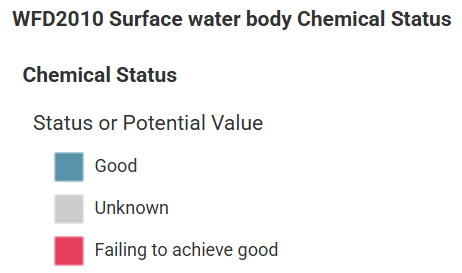 WFD2010 Surface water body Chemical Status
Chemical Status
Status or Potential Value
Good
Unknown
Failing to achieve good